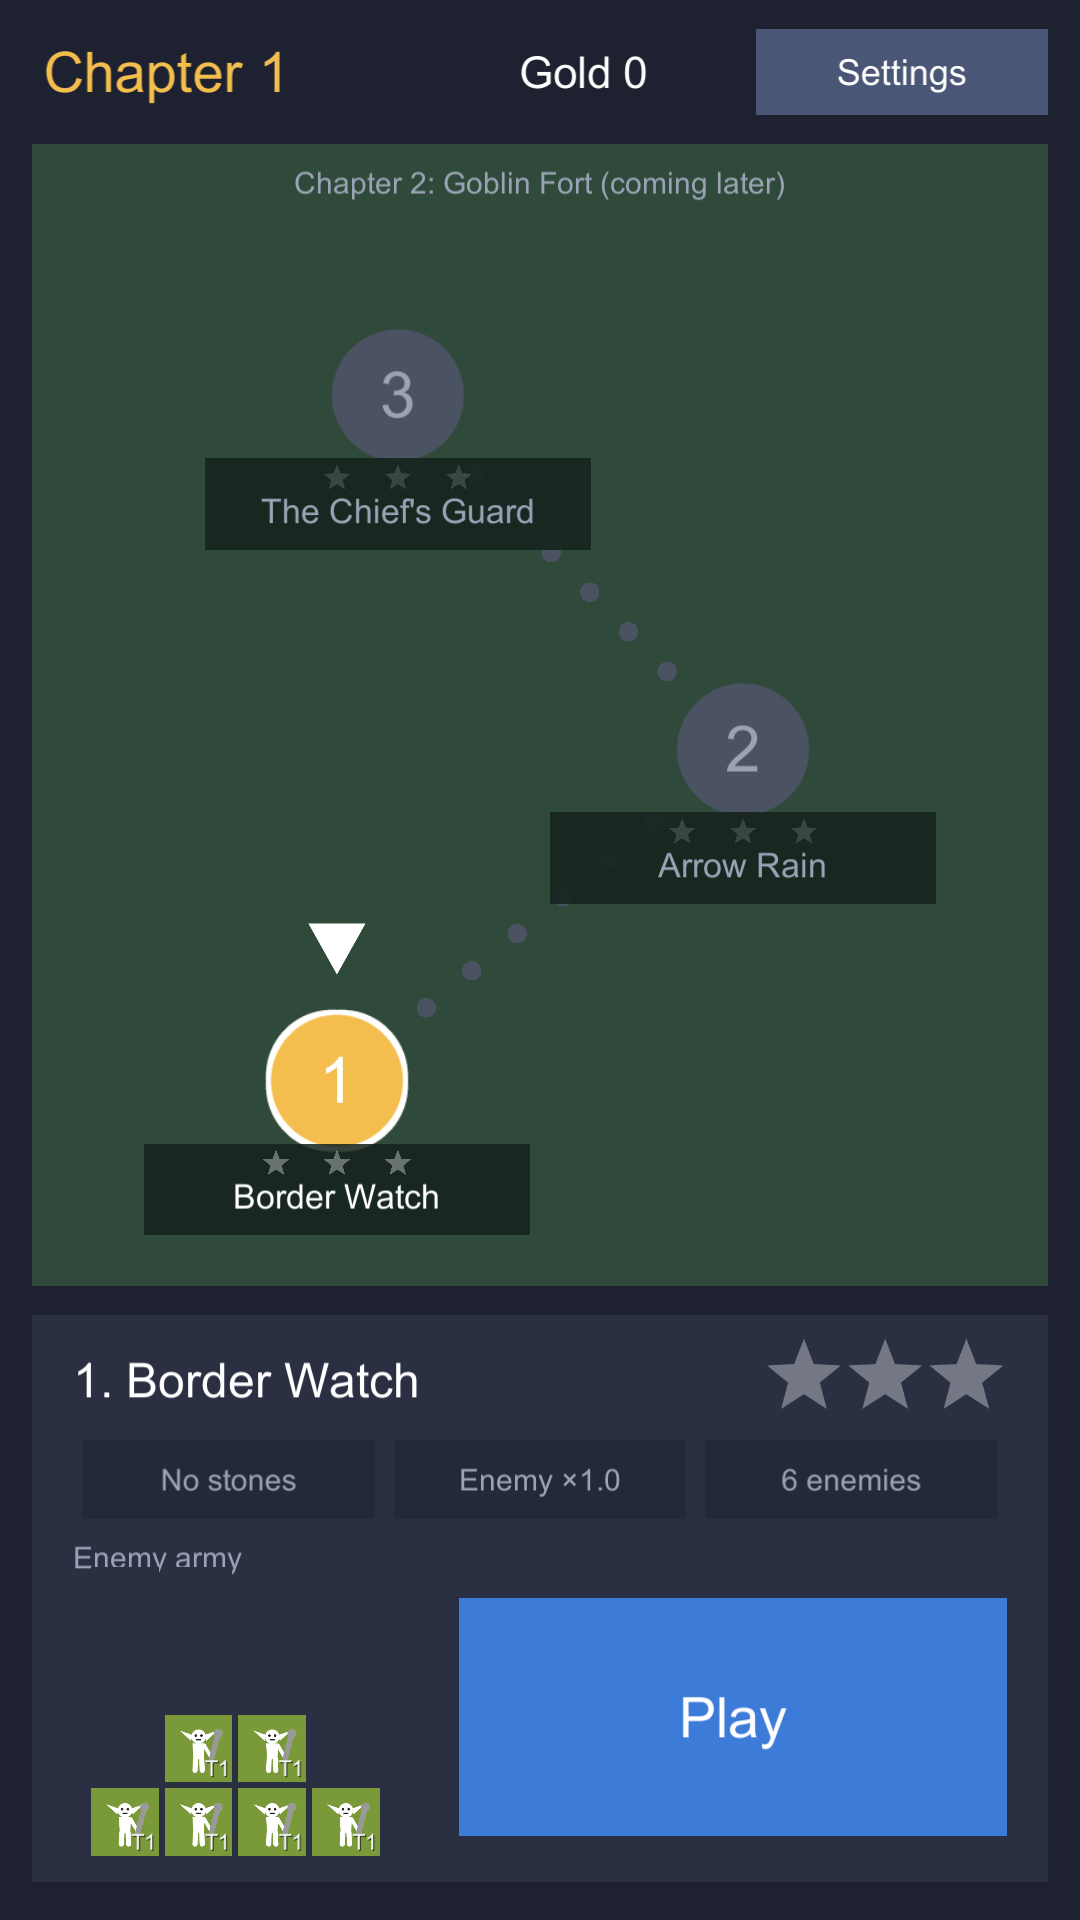 Chapter 1
Gold 0
Settings
Chapter 2: Goblin Fort (coming later)
3
The Chief's Guard
2
Arrow Rain
1
Border Watch
1. Border Watch
No stones
Enemy ×1.0
6 enemies
Enemy army
Play
T1 T1
T1 T1 T1 T1